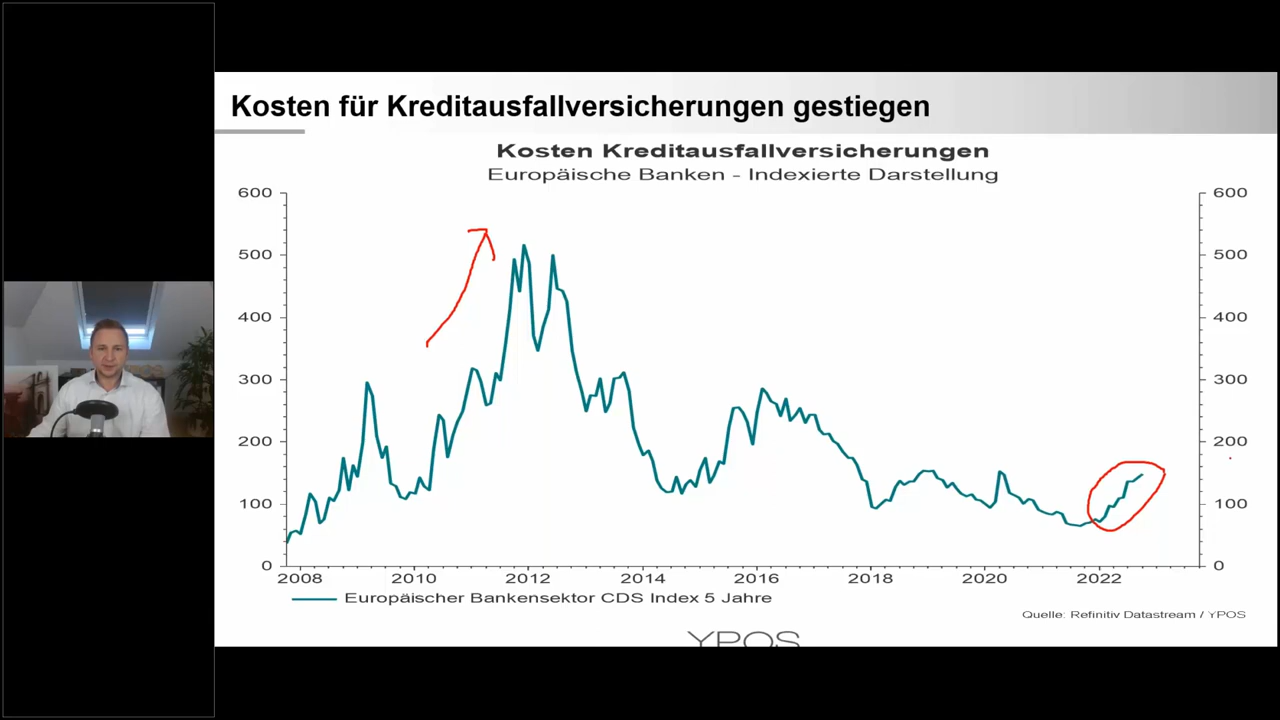 Kosten für Kreditausfallversicherungen gestiegen
Kosten Kreditausfallversicherungen
Europäische Banken - Indexierte Darstellung
600 600
500 500
400 400
300 300
200 200
100 100
0 0
2008 2010 2012 2014 2016 2018 2020 2022
Europäischer Bankensektor CDS Index 5 Jahre
Quelle: Refinitiv Datastream / YPOS
YPOS